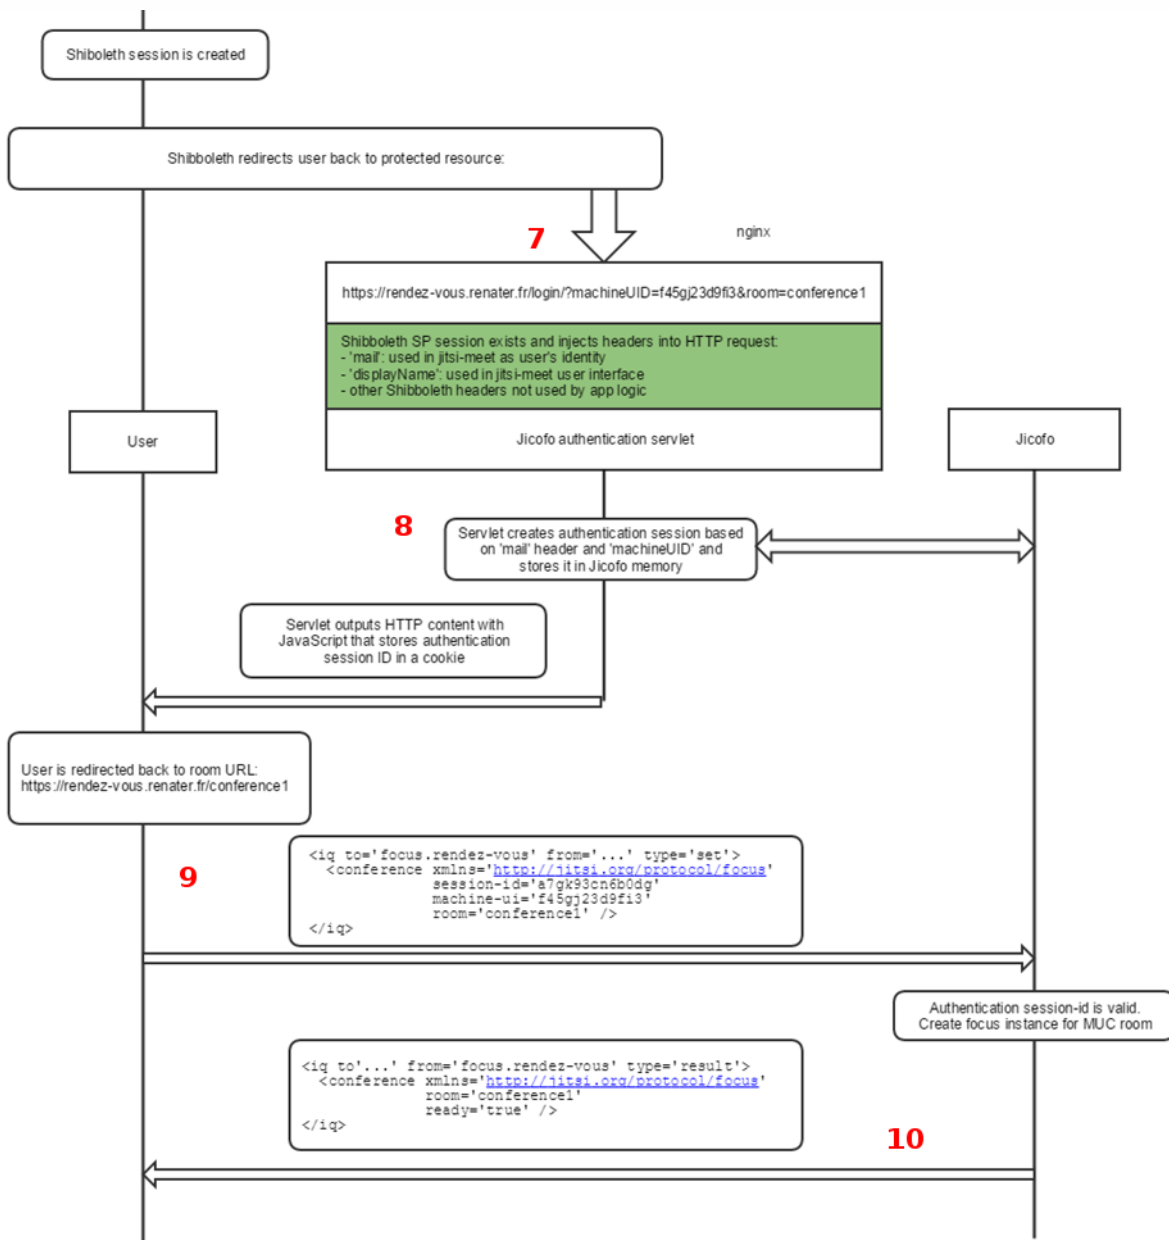 Shiboleth session is created
Shibboleth redirects user back to protected resource:
7
nginx
https://rendez-vous.renater.fr/login/?machineUID=f45gj23d9fi3&room=conference1
Shibboleth SP session exists and injects headers into HTTP request:
- 'mail': used in jitsi-meet as user's identity
- 'displayName': used in jitsi-meet user interface
- other Shibboleth headers not used by app logic
User
Jicofo authentication servlet
Jicofo
8
Servlet creates authentication session based
on 'mail' header and 'machineUID' and
stores it in Jicofo memory
Servlet outputs HTTP content with
JavaScript that stores authentication
session ID in a cookie
User is redirected back to room URL:
https://rendez-vous.renater.fr/conference1
9
<iq to='focus.rendez-vous' from='...' type='set'>
<conference xmlns='http://jitsi.org/protocol/focus'
session-id='a7gk93cn6b0dg'
machine-ui='f45gj23d9fi3'
room='conference1' />
</iq>
Authentication session-id is valid.
Create focus instance for MUC room
<iq to'...' from='focus.rendez-vous' type='result'>
<conference xmlns='http://jitsi.org/protocol/focus'
room='conference1'
ready='true' />
</iq>
10